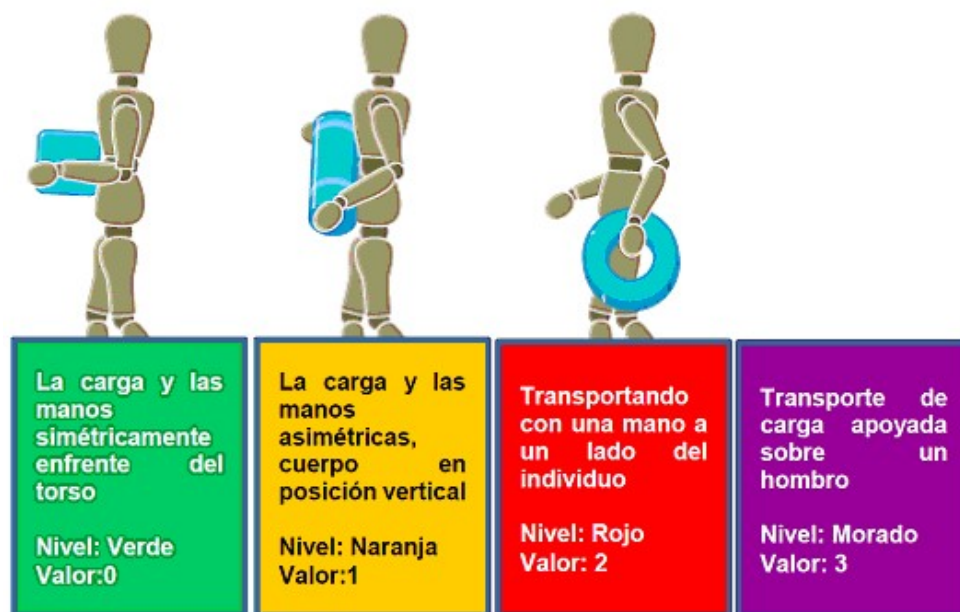 La carga y las
manos
simétricamente
enfrente del
torso
Nivel: Verde
Valor:0
La carga y las
manos
asimétricas,
cuerpo en
posición vertical
Nivel: Naranja
Valor:1
Transportando
con una mano a
un lado del
individuo
Nivel: Rojo
Valor: 2
Transporte de
carga apoyada
sobre un
hombro
Nivel: Morado
Valor: 3